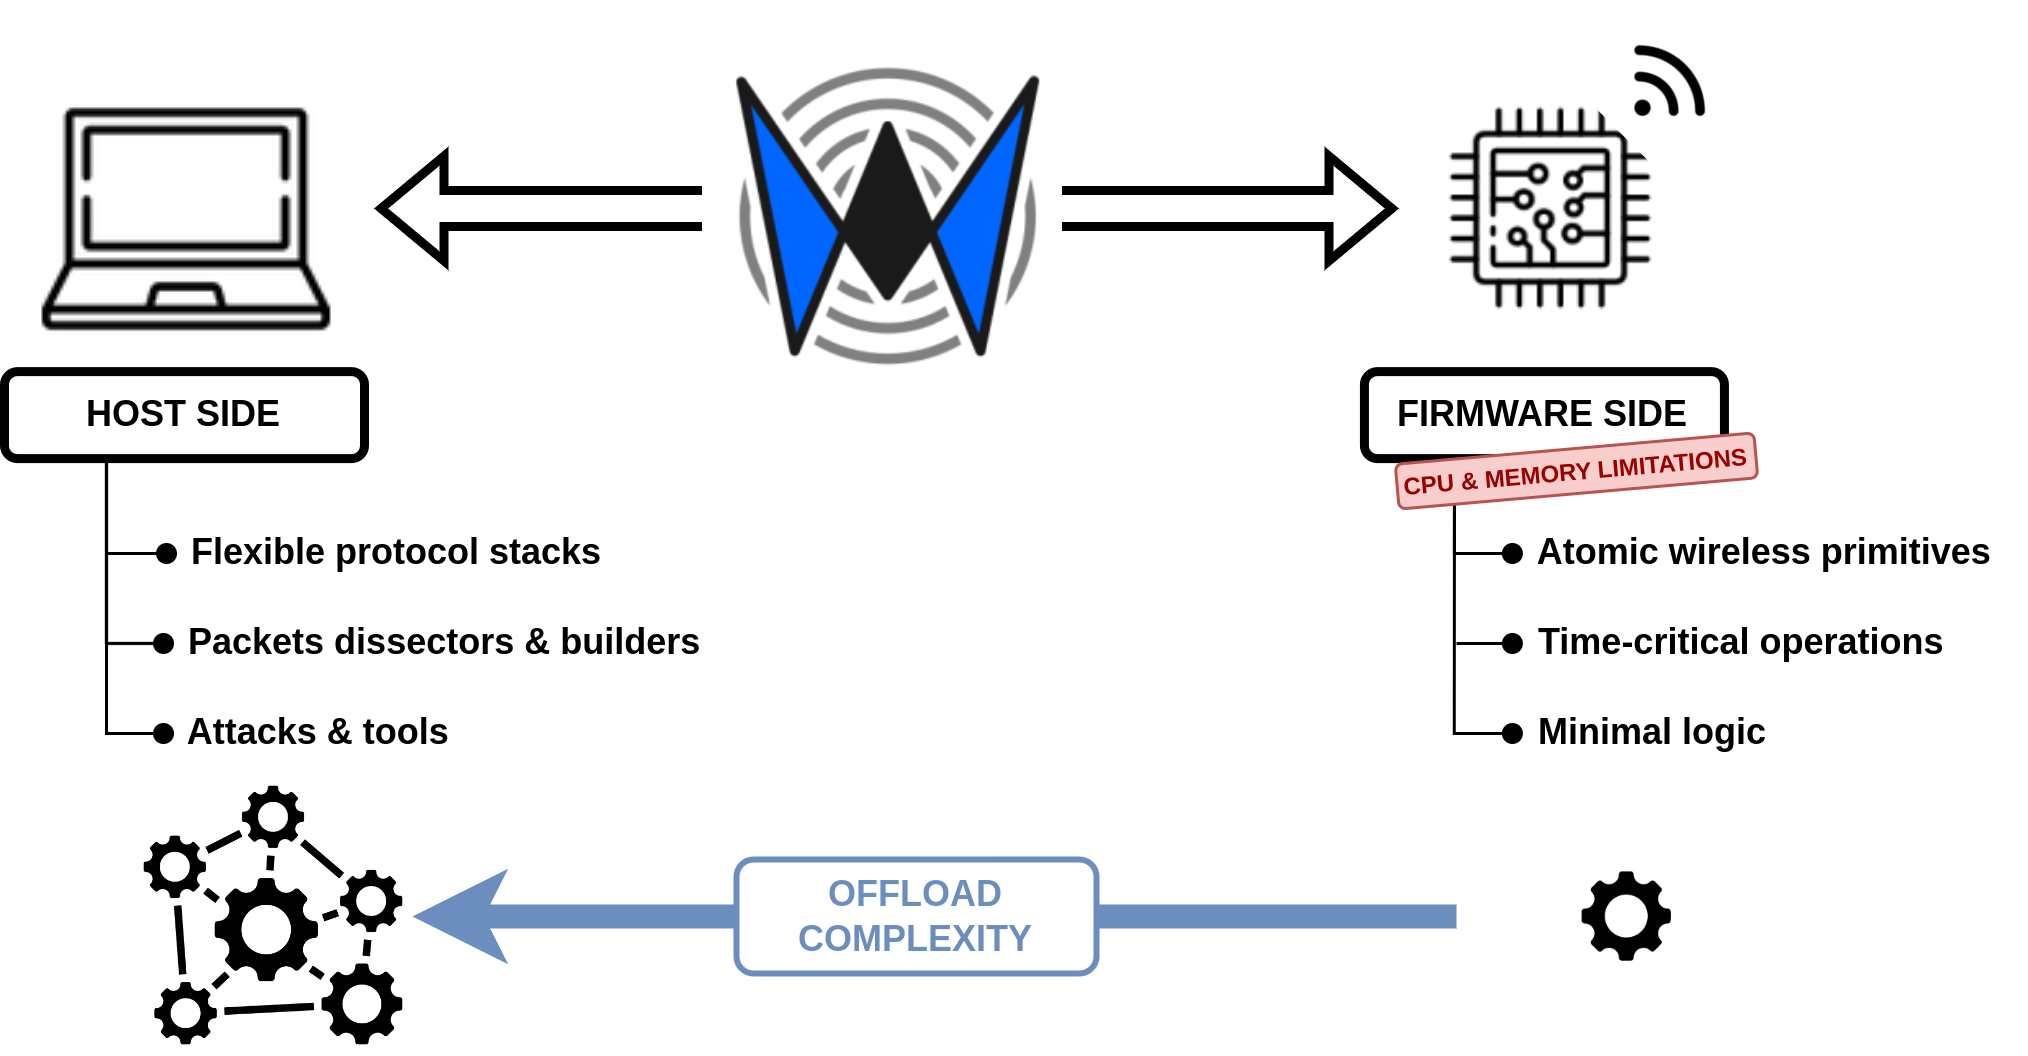 HOST SIDE
FIRMWARE SIDE
CPU & MEMORY LIMITATIONS
Flexible protocol stacks
Packets dissectors & builders
Attacks & tools
Atomic wireless primitives
Time-critical operations
Minimal logic
OFFLOAD
COMPLEXITY